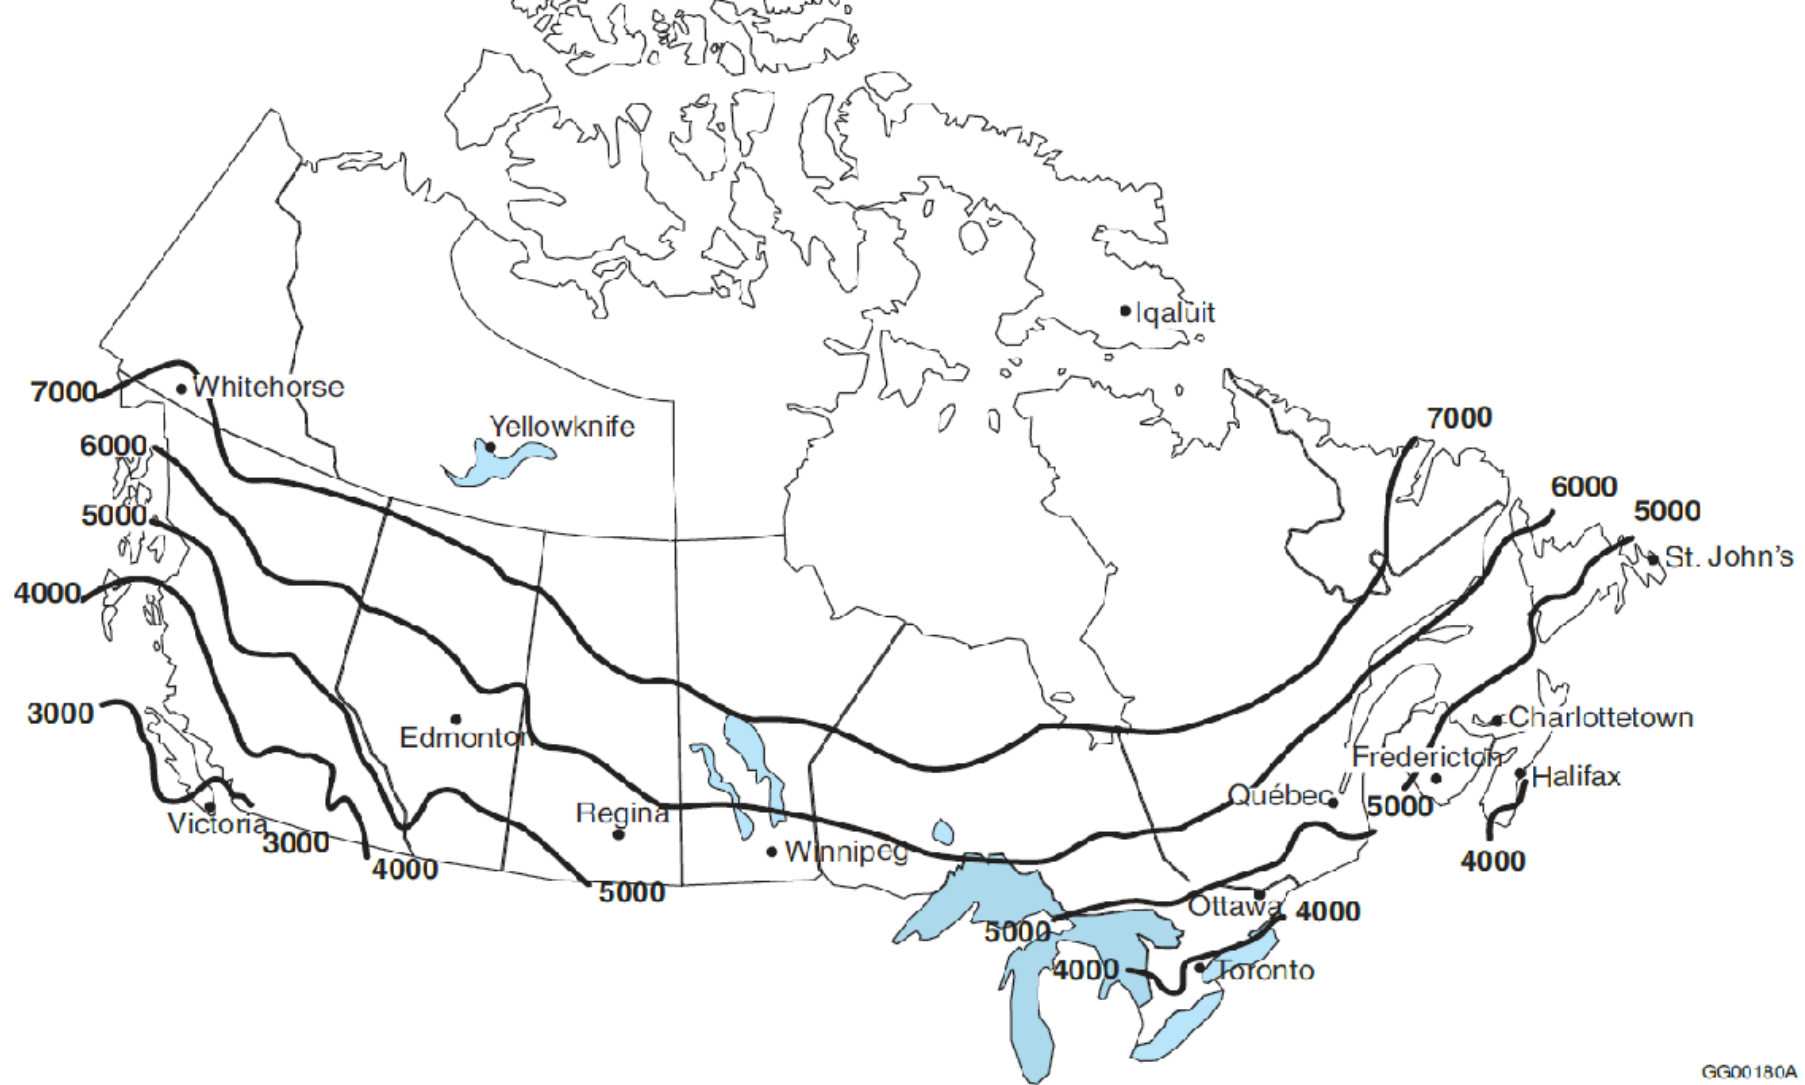 Iqaluit
7000
Whitehorse
7000
Yellowknife
6000
6000
5000
5000
St. John's
4000
3000
Charlottetown
Edmonton
Fredericton
Halifax
Québec
5000
Regina
Victoria
3000
Winnipeg
4000
4000
5000
Ottawa
4000
5000
4000
Toronto
GG00180A